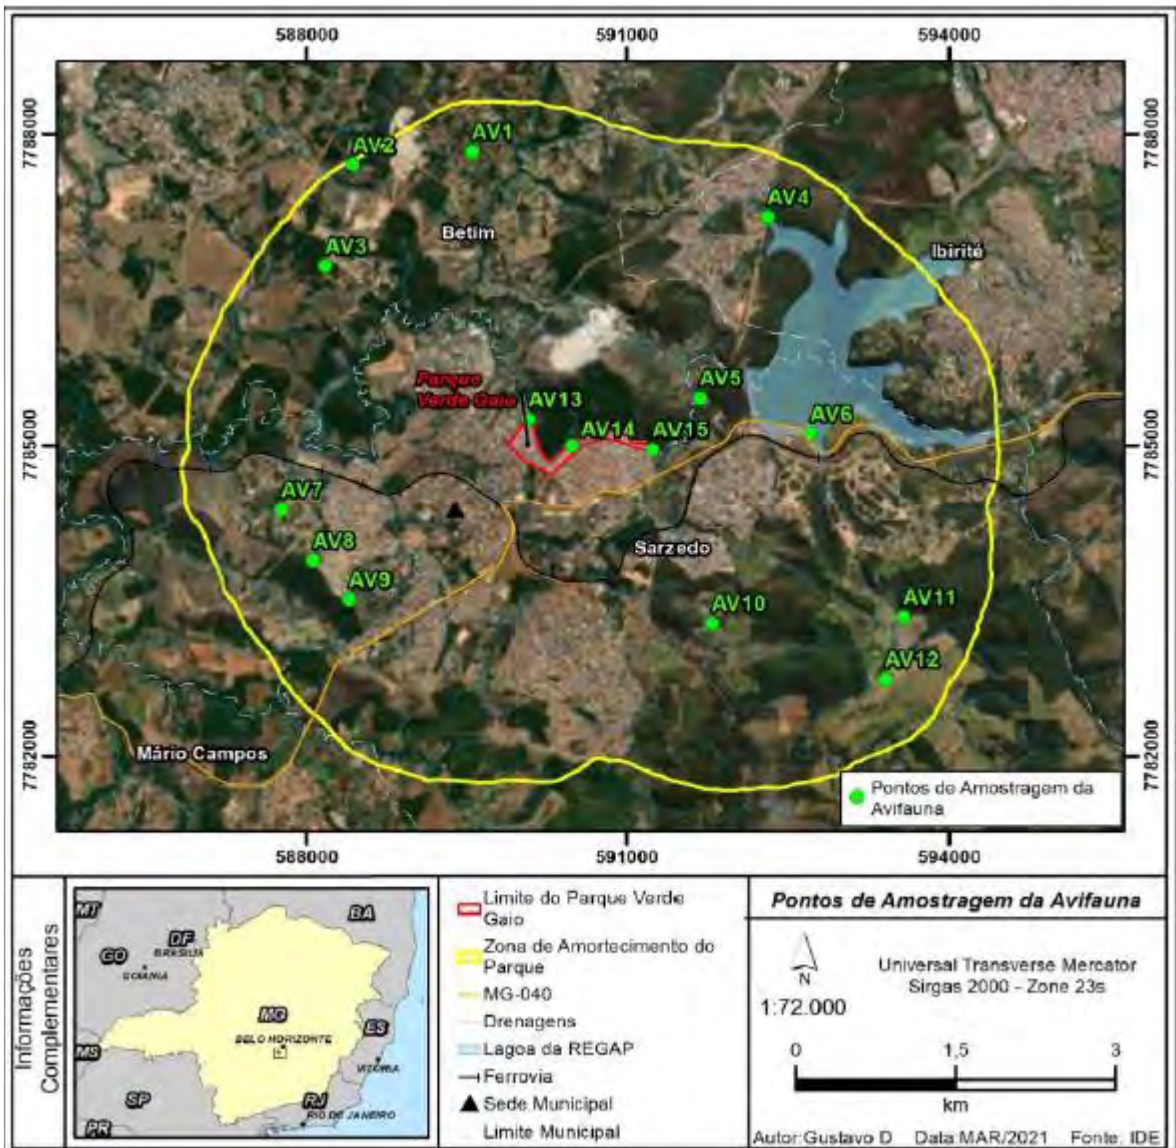 588000 591000 594000
7788000 7788000
AV1
AV2
AV4
Betim
Ibirité
AV3
Parque
Verde Gaio
AV5
AV13
AV6
AV14 AV15
7785000 7785000
AV7
AV8
Sarzedo
AV9
AV10
AV11
AV12
7782000 7782000
Mário Campos
Pontos de Amostragem da
Avifauna
588000 591000 594000
Informações
Complementares
MT
BA
DF
BRASÍLIA
GO
GOIANIA
MG
BELO HORIZONTE
ES
MS
VITÓRIA
SP
RJ
RIO DE JANEIRO
PR
Limite do Parque Verde
Gaio
Zona de Amortecimento do
Parque
MG-040
Drenagens
Lagoa da REGAP
Ferrovia
Sede Municipal
Limite Municipal
Pontos de Amostragem da Avifauna
N
1:72.000
Universal Transverse Mercator
Sirgas 2000 - Zone 23s
0 1,5 3
km
Autor:Gustavo D Data:MAR/2021 Fonte: IDE